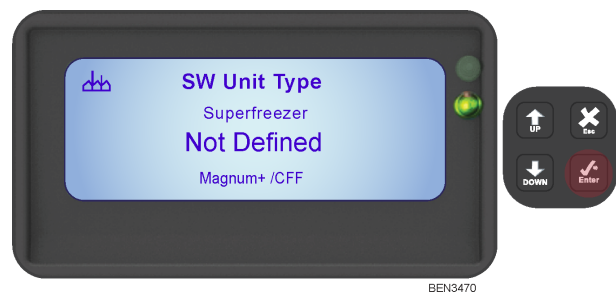 SW Unit Type
Superfreezer
Not Defined
Magnum+ /CFF
UP
Esc
DOWN
Enter
BEN3470